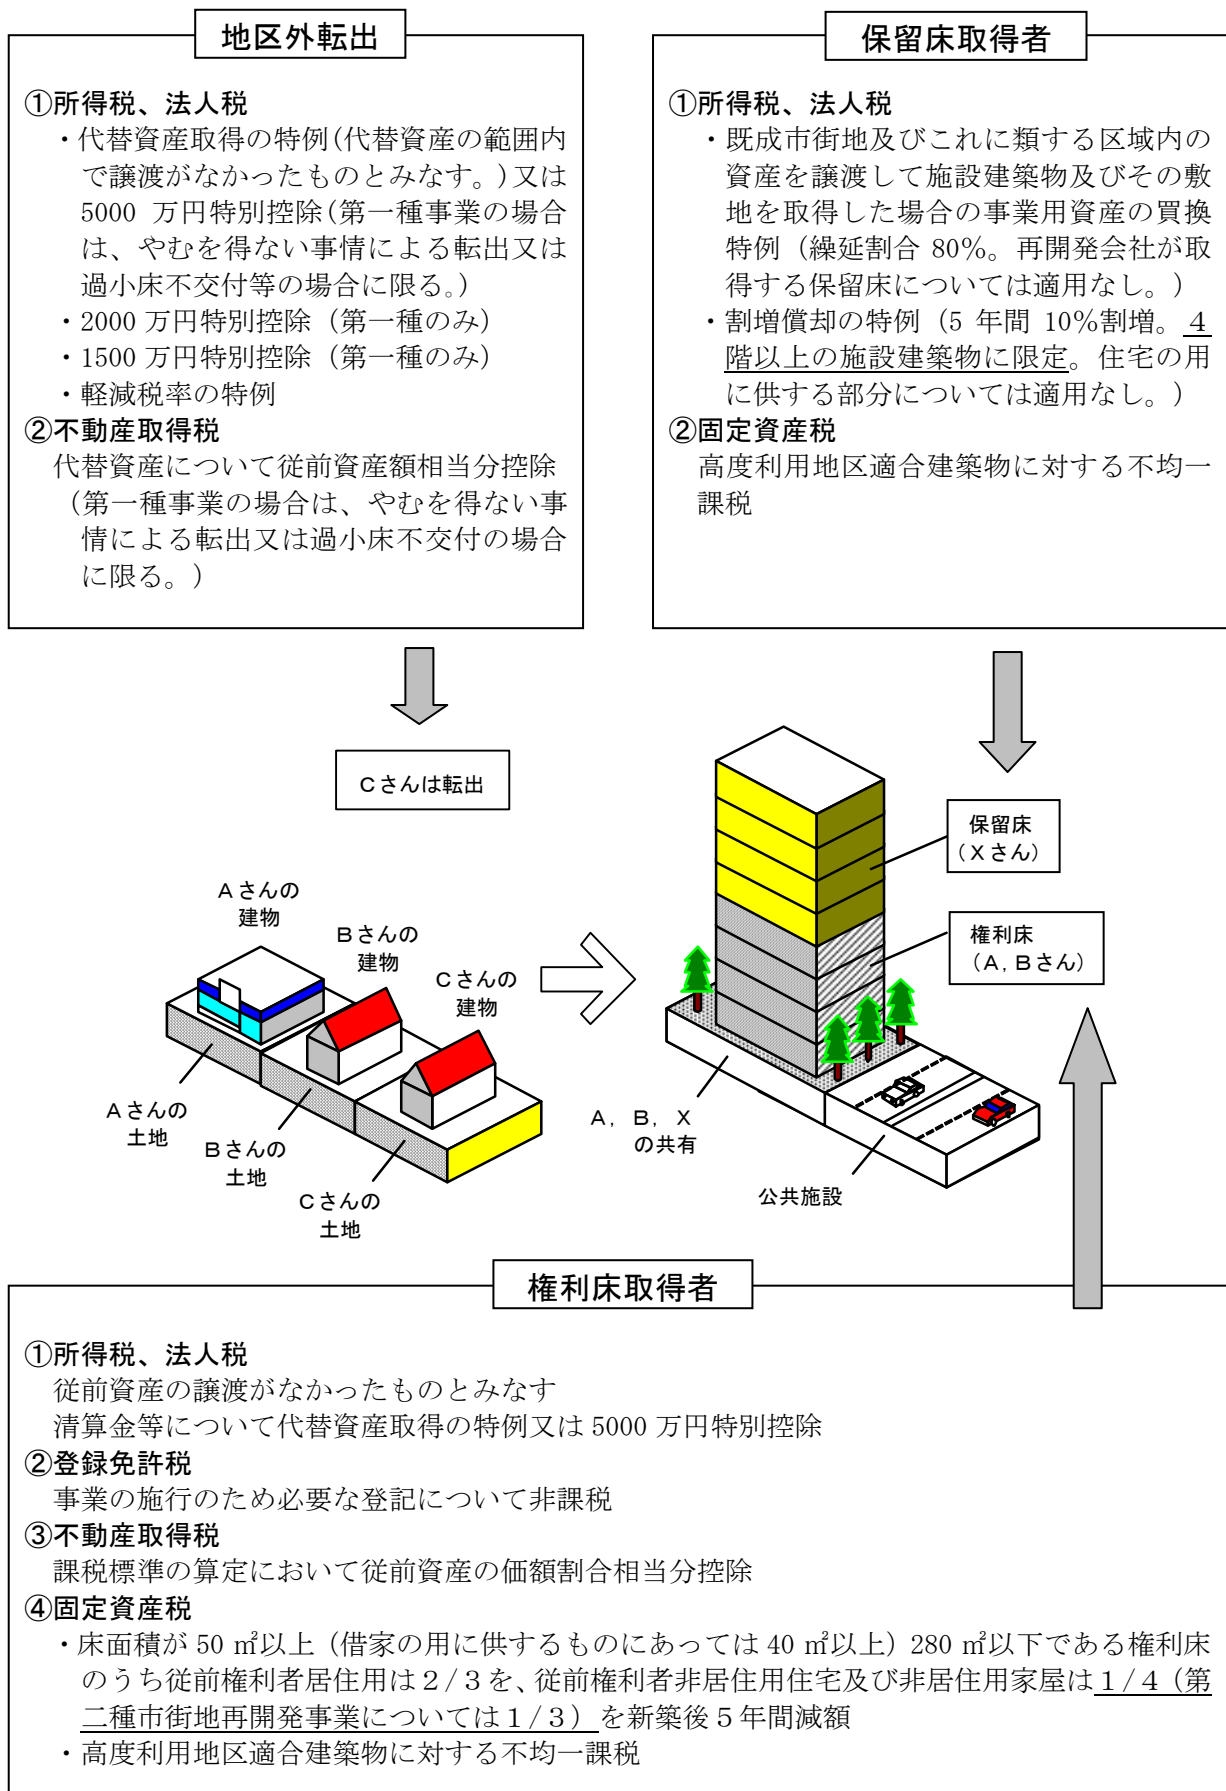 地区外転出
①所得税、法人税
・代替資産取得の特例(代替資産の範囲内
で譲渡がなかったものとみなす。)又は
5000 万円特別控除(第一種事業の場合
は、やむを得ない事情による転出又は
過小床不交付等の場合に限る。)
・2000 万円特別控除（第一種のみ）
・1500 万円特別控除（第一種のみ）
・軽減税率の特例
②不動産取得税
代替資産について従前資産額相当分控除
（第一種事業の場合は、やむを得ない事
情による転出又は過小床不交付の場合
に限る。）
保留床取得者
①所得税、法人税
・既成市街地及びこれに類する区域内の
資産を譲渡して施設建築物及びその敷
地を取得した場合の事業用資産の買換
特例（繰延割合 80%。再開発会社が取
得する保留床については適用なし。）
・割増償却の特例（5 年間 10%割増。４
階以上の施設建築物に限定。住宅の用
に供する部分については適用なし。）
②固定資産税
高度利用地区適合建築物に対する不均一
課税
Ｃさんは転出
保留床
（Ｘさん）
Ａさんの
建物
Ｂさんの
建物
Ｃさんの
建物
権利床
（Ａ,Ｂさん）
Ａさんの
土地
Ｂさんの
土地
Ｃさんの
土地
Ａ，Ｂ，Ｘ
の共有
公共施設
権利床取得者
①所得税、法人税
従前資産の譲渡がなかったものとみなす
清算金等について代替資産取得の特例又は 5000 万円特別控除
②登録免許税
事業の施行のため必要な登記について非課税
③不動産取得税
課税標準の算定において従前資産の価額割合相当分控除
④固定資産税
・床面積が 50 ㎡以上（借家の用に供するものにあっては 40 ㎡以上）280 ㎡以下である権利床
のうち従前権利者居住用は２/３を、従前権利者非居住用住宅及び非居住用家屋は１/４（第
二種市街地再開発事業については１/３）を新築後５年間減額
・高度利用地区適合建築物に対する不均一課税